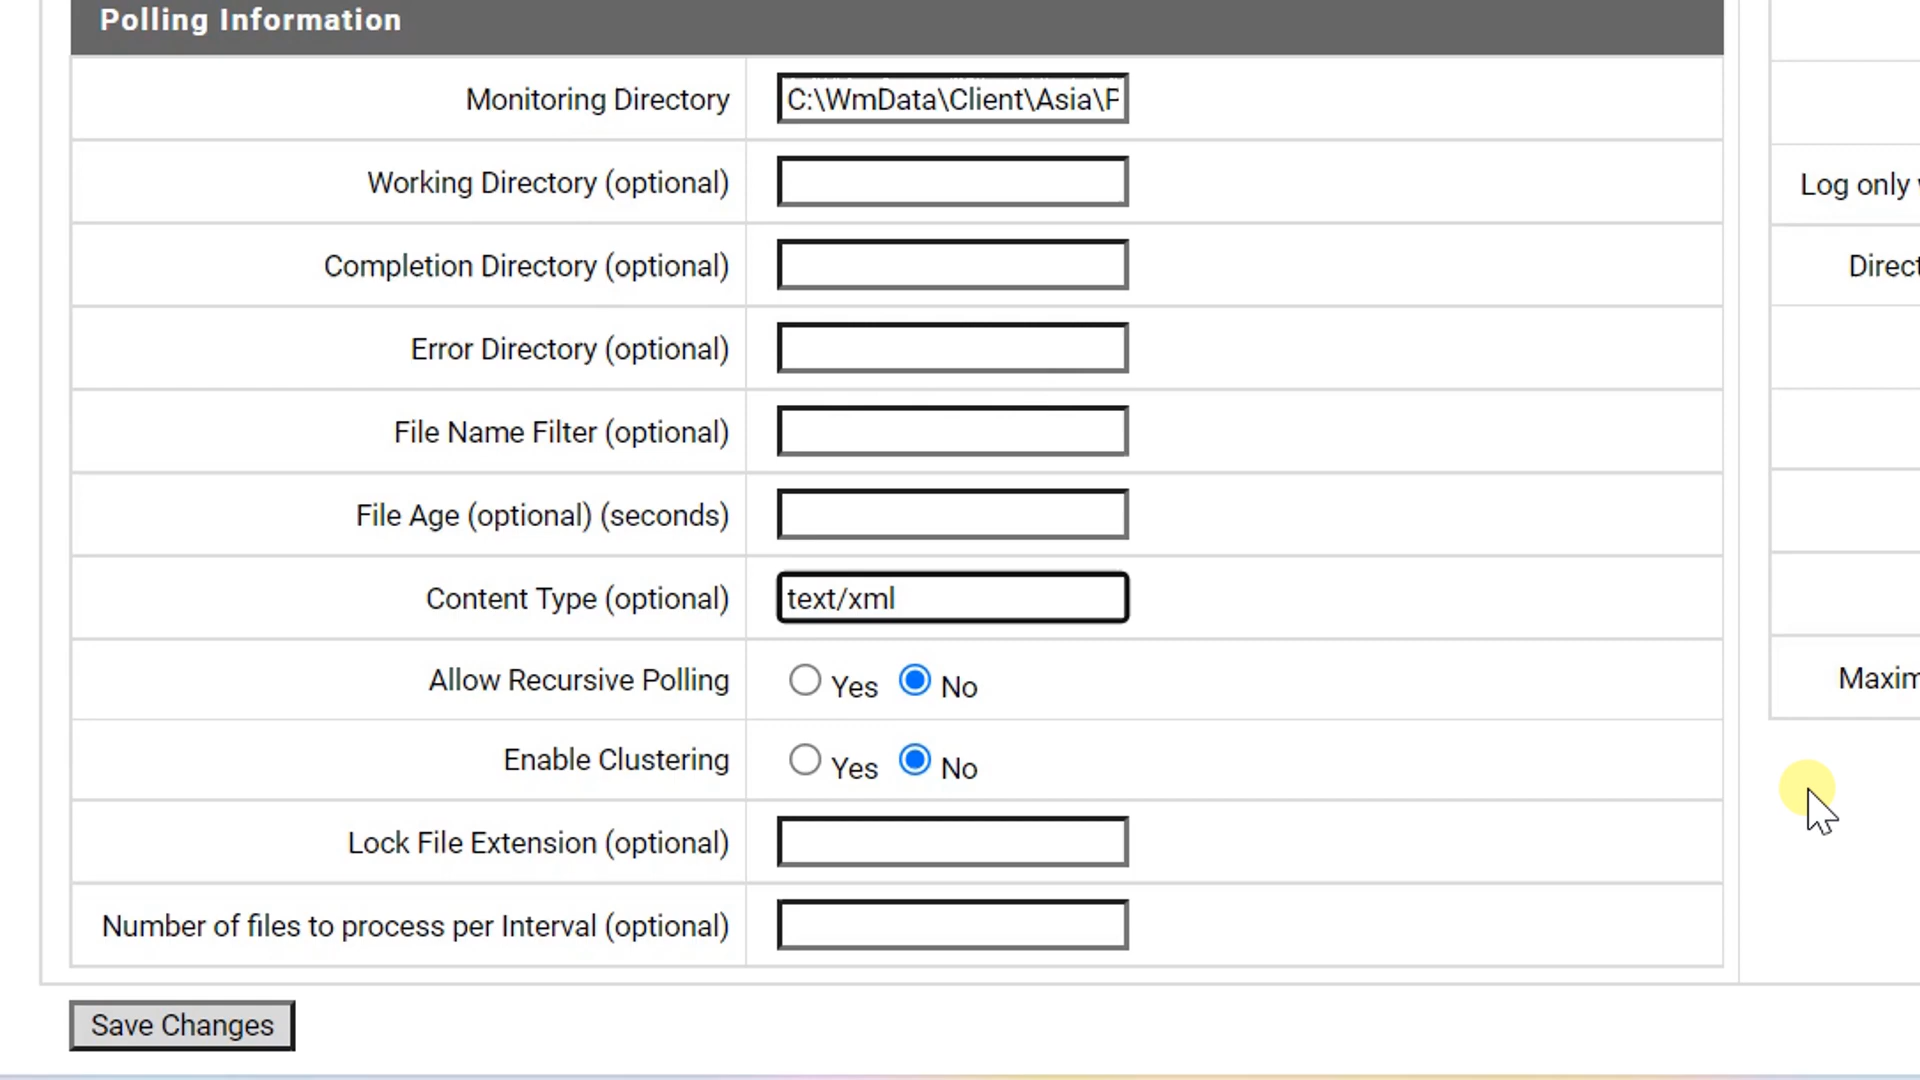 Polling Information
Monitoring Directory C:\WmData\Client\Asia\
Working Directory (optional)
Log only
Completion Directory (optional)
Direct
Error Directory (optional)
File Name Filter (optional)
File Age (optional) (seconds)
Content Type (optional) text/xml
Allow Recursive Polling Yes No
Maxim
Enable Clustering Yes No
Lock File Extension (optional)
Number of files to process per Interval (optional)
Save Changes